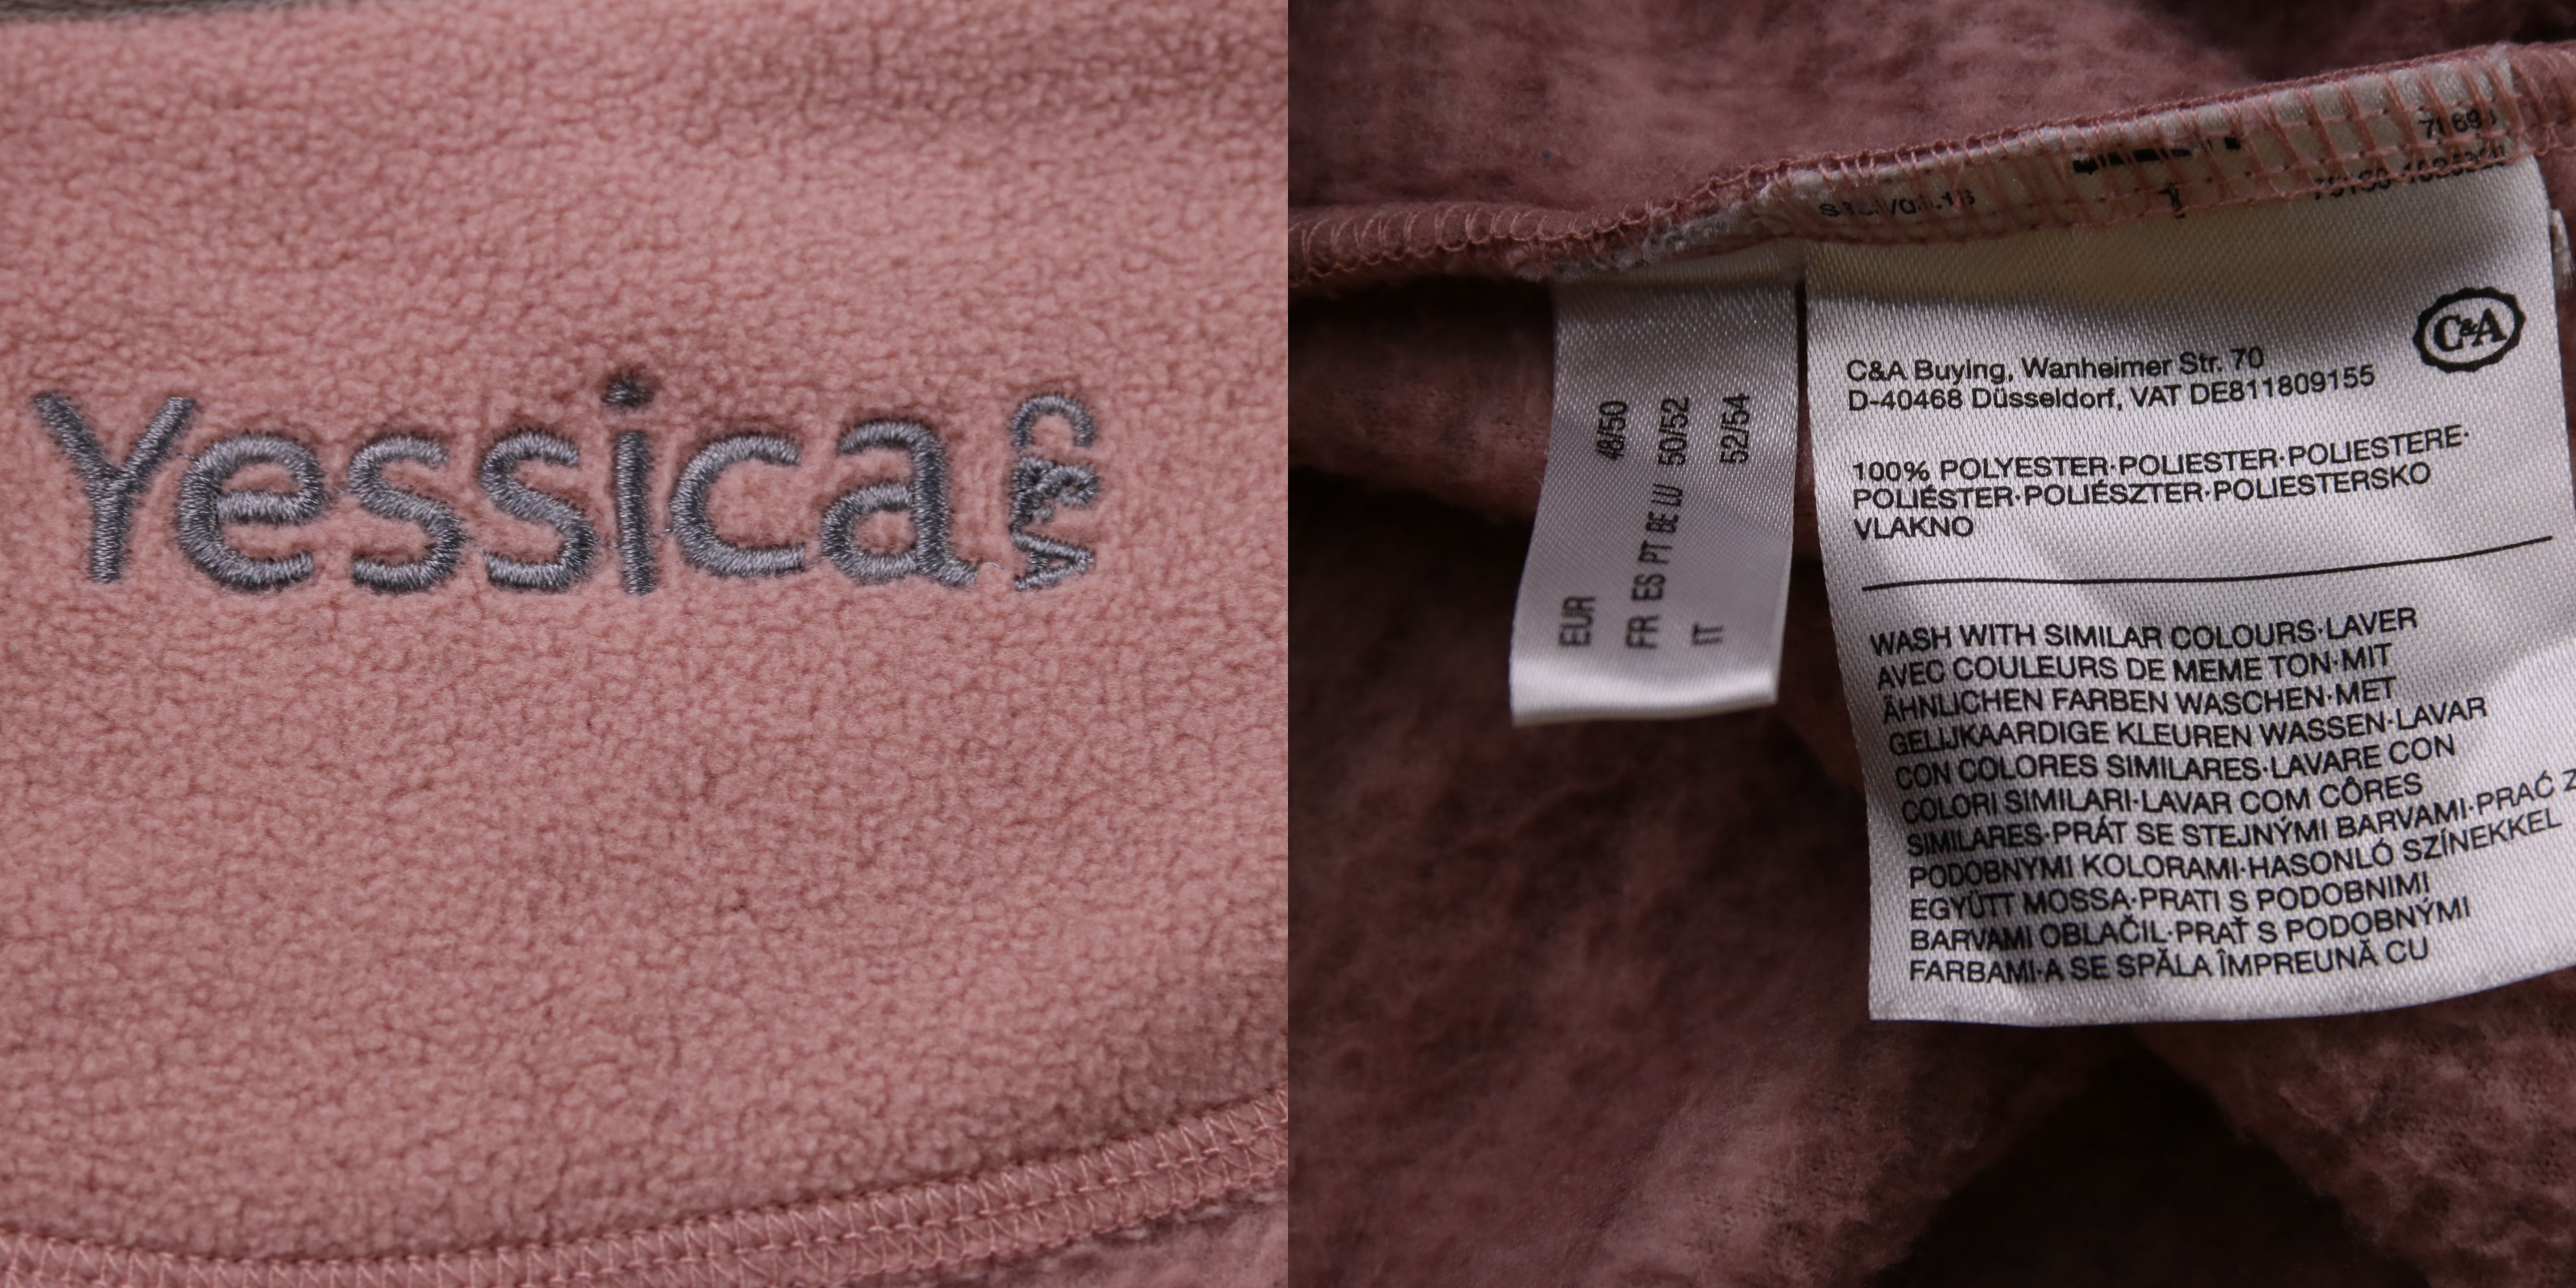 Yessica
C&A
EUR 48/50
FR ES PT BE LU 50/52
IT 52/54
C&A
C&A Buying, Wanheimer Str. 70
D-40468 Düsseldorf, VAT DE811809155
100% POLYESTER·POLIESTER·POLIESTERE·
POLIÉSTER·POLIÉSZTER·POLIESTERSKO
VLAKNO
WASH WITH SIMILAR COLOURS·LAVER
AVEC COULEURS DE MEME TON·MIT
ÄHNLICHEN FARBEN WASCHEN·MET
GELIJKAARDIGE KLEUREN WASSEN·LAVAR
CON COLORES SIMILARES·LAVARE CON
COLORI SIMILARI·LAVAR COM CÔRES
SIMILARES·PRÁT SE STEJNÝMI BARVAMI·PRAĆ Z
PODOBNYMI KOLORAMI·HASONLÓ SZÍNEKKEL
EGYÜTT MOSSA·PRATI S PODOBNIMI
BARVAMI OBLAČIL·PRAŤ S PODOBNÝMI
FARBAMI·A SE SPĂLA ÎMPREUNĂ CU